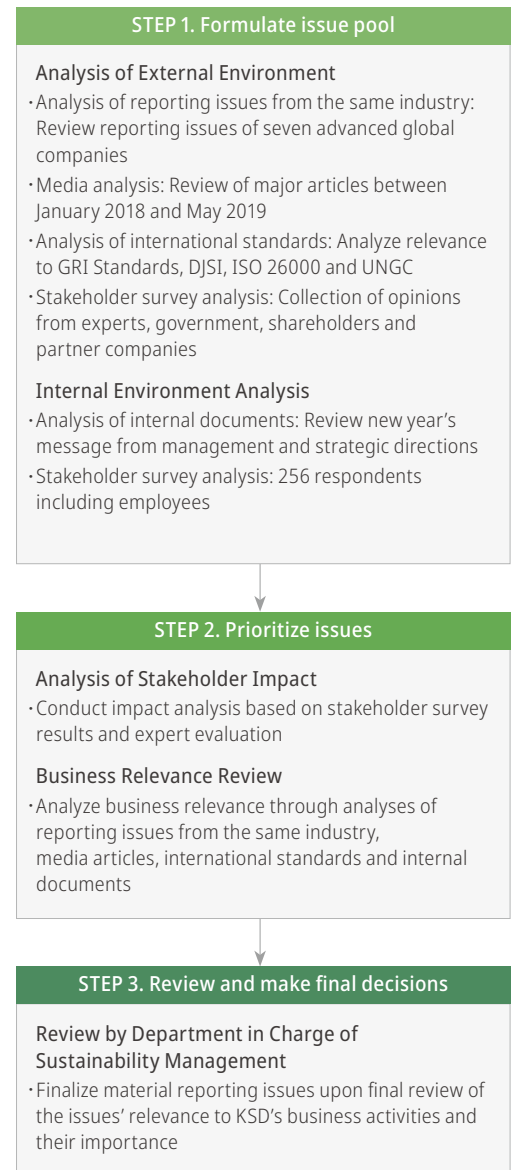 STEP 1. Formulate issue pool
Analysis of External Environment
·Analysis of reporting issues from the same industry:
Review reporting issues of seven advanced global
companies
·Media analysis: Review of major articles between
January 2018 and May 2019
·Analysis of international standards: Analyze relevance
to GRI Standards, DJSI, ISO 26000 and UNGC
·Stakeholder survey analysis: Collection of opinions
from experts, government, shareholders and
partner companies
Internal Environment Analysis
·Analysis of internal documents: Review new year’s
message from management and strategic directions
·Stakeholder survey analysis: 256 respondents
including employees
STEP 2. Prioritize issues
Analysis of Stakeholder Impact
·Conduct impact analysis based on stakeholder survey
results and expert evaluation
Business Relevance Review
·Analyze business relevance through analyses of
reporting issues from the same industry,
media articles, international standards and internal
documents
STEP 3. Review and make final decisions
Review by Department in Charge of
Sustainability Management
·Finalize material reporting issues upon final review of
the issues’ relevance to KSD’s business activities and
their importance